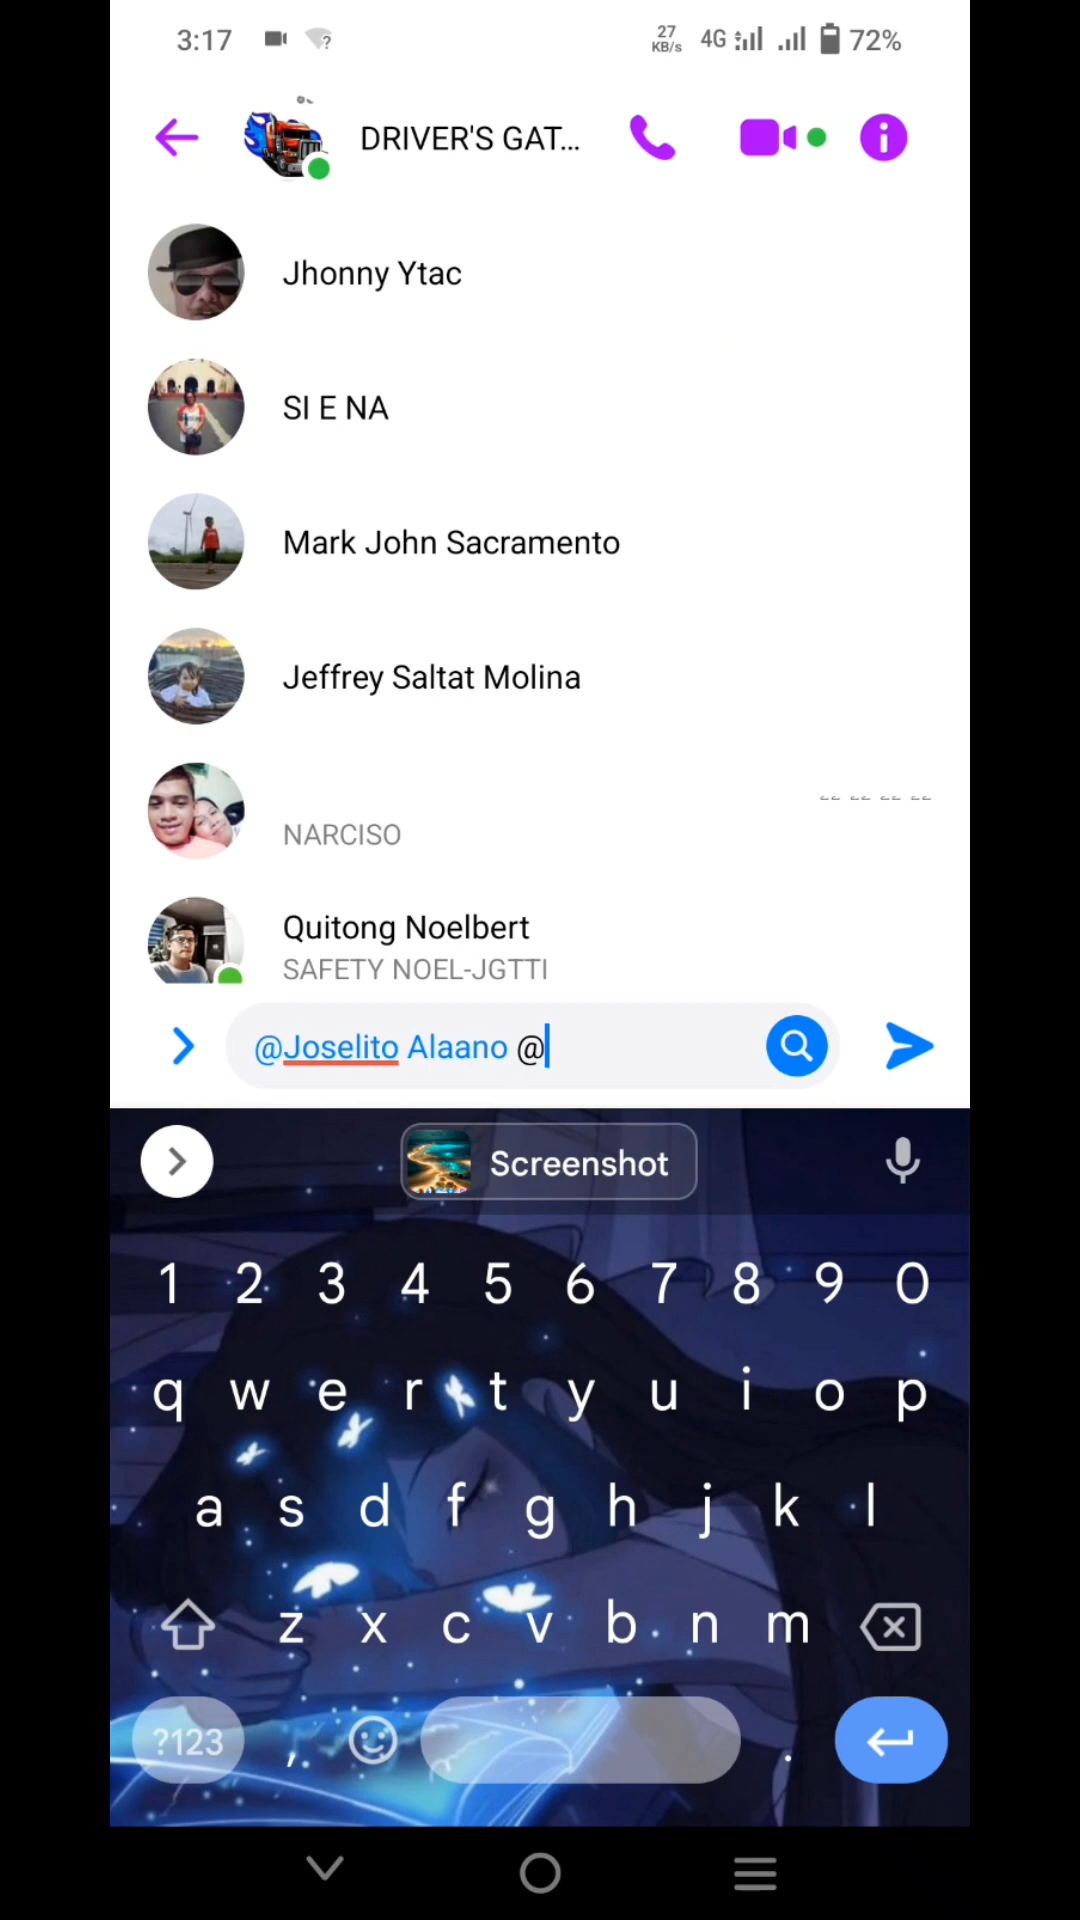 3:17 27 KB/s 4G 72%
DRIVER'S GAT...
Jhonny Ytac
SI E NA
Mark John Sacramento
Jeffrey Saltat Molina
NARCISO
Quitong Noelbert
SAFETY NOEL-JGTTI
@Joselito Alaano @
Screenshot
1 2 3 4 5 6 7 8 9 0
q w e r t y u i o p
a s d f g h j k l
z x c v b n m
?123 , .